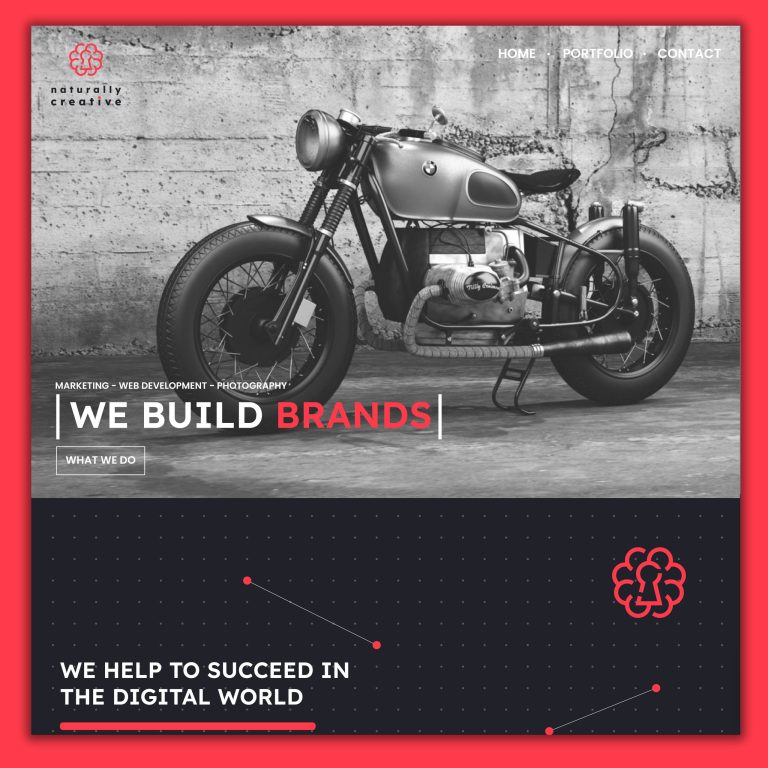 naturally
creative
HOME · PORTFOLIO · CONTACT
MARKETING - WEB DEVELOPMENT - PHOTOGRAPHY
|WE BUILD BRANDS|
WHAT WE DO
WE HELP TO SUCCEED IN
THE DIGITAL WORLD